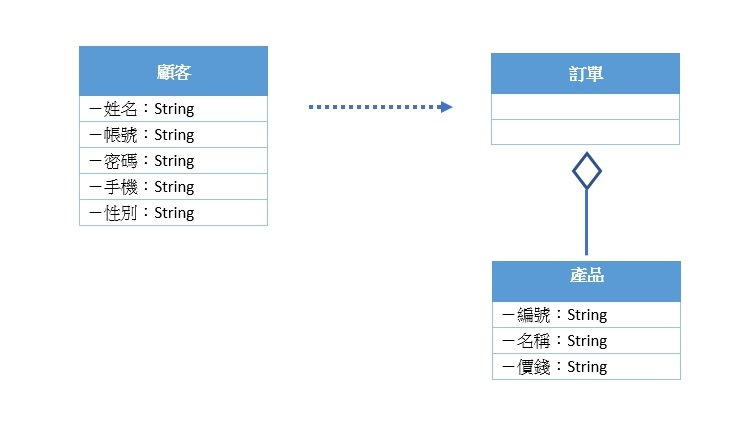 顧客
－姓名：String
－帳號：String
－密碼：String
－手機：String
－性別：String
訂單
產品
－編號：String
－名稱：String
－價錢：String